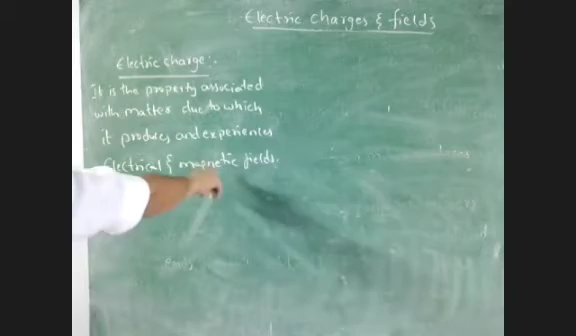 Electric charges & fields
Electric charge:-
It is the property associated
with matter due to which
it produces and experiences
Electrical & magnetic fields.